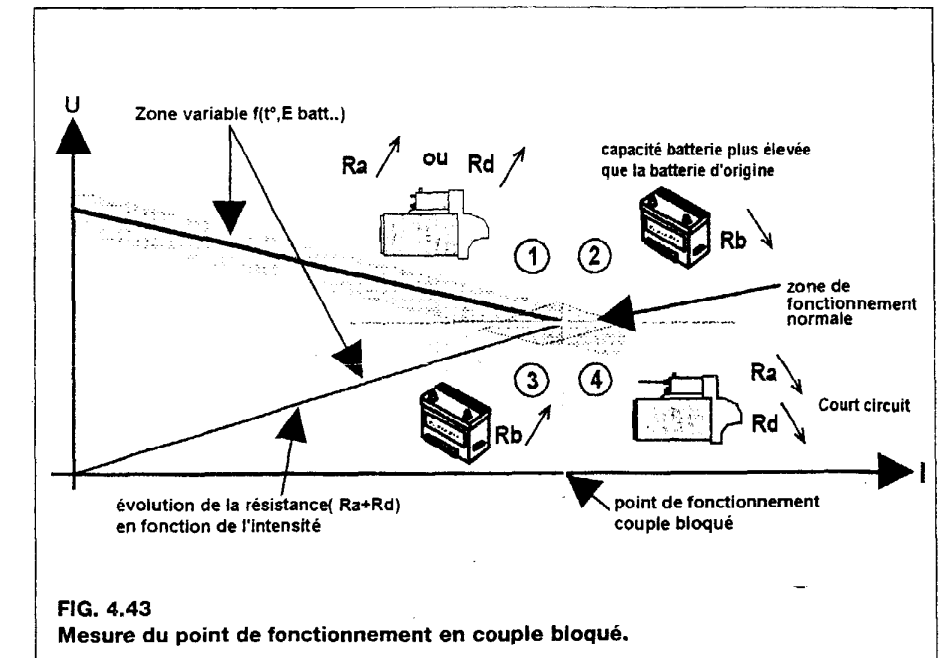 U
Zone variable f(t°,E batt..)
Ra ou Rd
capacité batterie plus élevée
que la batterie d'origine
Rb
1 2
zone de
fonctionnement
normale
3 4
Rb
Ra
Rd
Court circuit
I
évolution de la résistance( Ra+Rd)
en fonction de l'intensité
point de fonctionnement
couple bloqué
FIG. 4.43
Mesure du point de fonctionnement en couple bloqué.